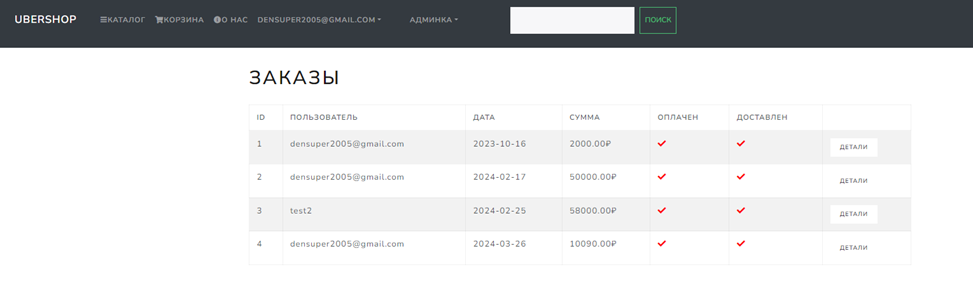 UBERSHOP КАТАЛОГ КОРЗИНА О НАС DENSUPER2005@GMAIL.COM АДМИНКА ПОИСК
ЗАКАЗЫ
ID ПОЛЬЗОВАТЕЛЬ ДАТА СУММА ОПЛАЧЕН ДОСТАВЛЕН
1 densuper2005@gmail.com 2023-10-16 2000.00₽ ДЕТАЛИ
2 densuper2005@gmail.com 2024-02-17 50000.00₽ ДЕТАЛИ
3 test2 2024-02-25 58000.00₽ ДЕТАЛИ
4 densuper2005@gmail.com 2024-03-26 10090.00₽ ДЕТАЛИ